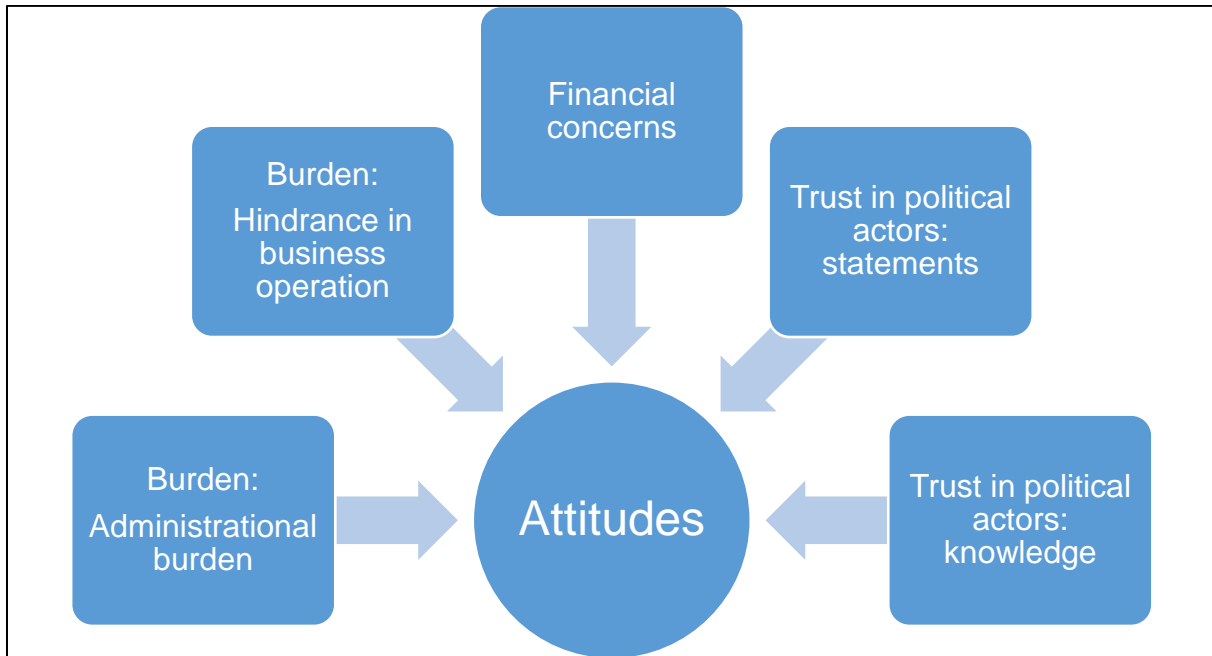 Financial
concerns
Burden:
Hindrance in
business
operation
Trust in political
actors:
statements
Burden:
Administrational
burden
Attitudes
Trust in political
actors:
knowledge